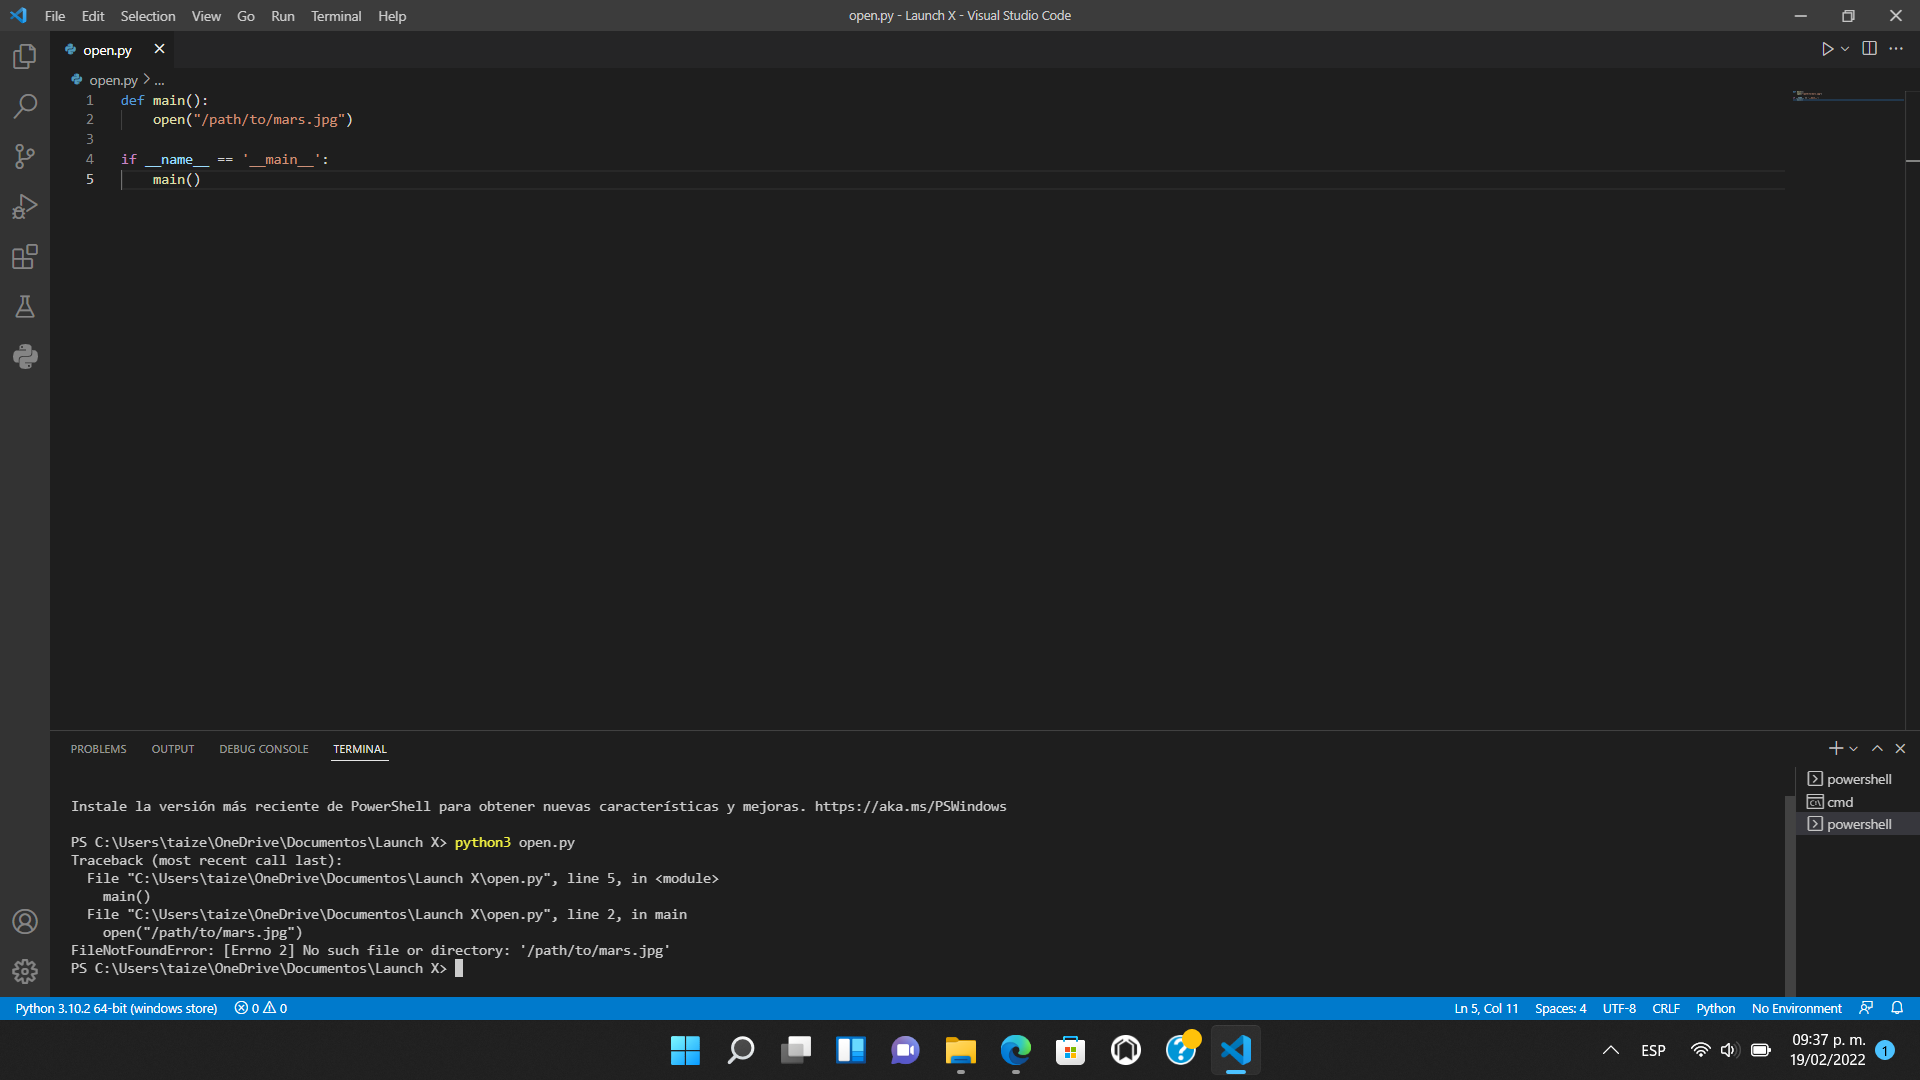 File Edit Selection View Go Run Terminal Help
open.py - Launch X - Visual Studio Code
open.py
open.py > ...
1 def main():
2 open("/path/to/mars.jpg")
3
4 if __name__ == '__main__':
5 main()
PROBLEMS OUTPUT DEBUG CONSOLE TERMINAL
powershell
cmd
powershell
Instale la versión más reciente de PowerShell para obtener nuevas características y mejoras. https://aka.ms/PSWindows
PS C:\Users\taize\OneDrive\Documentos\Launch X> python3 open.py
Traceback (most recent call last):
File "C:\Users\taize\OneDrive\Documentos\Launch X\open.py", line 5, in <module>
main()
File "C:\Users\taize\OneDrive\Documentos\Launch X\open.py", line 2, in main
open("/path/to/mars.jpg")
FileNotFoundError: [Errno 2] No such file or directory: '/path/to/mars.jpg'
PS C:\Users\taize\OneDrive\Documentos\Launch X>
Python 3.10.2 64-bit (windows store) 0 0 Ln 5, Col 11 Spaces: 4 UTF-8 CRLF Python No Environment
ESP
09:37 p. m.
19/02/2022
1